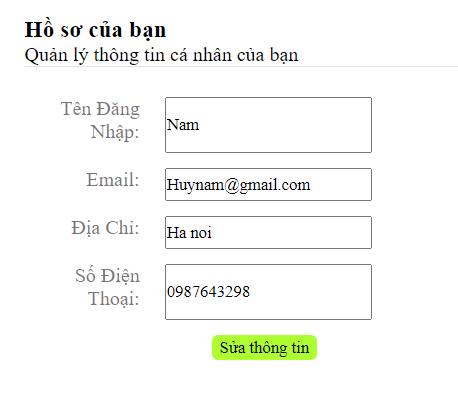 Hồ sơ của bạn
Quản lý thông tin cá nhân của bạn
Tên Đăng
Nhập:
Nam
Email:
Huynam@gmail.com
Địa Chỉ:
Ha noi
Số Điện
Thoại:
0987643298
Sửa thông tin